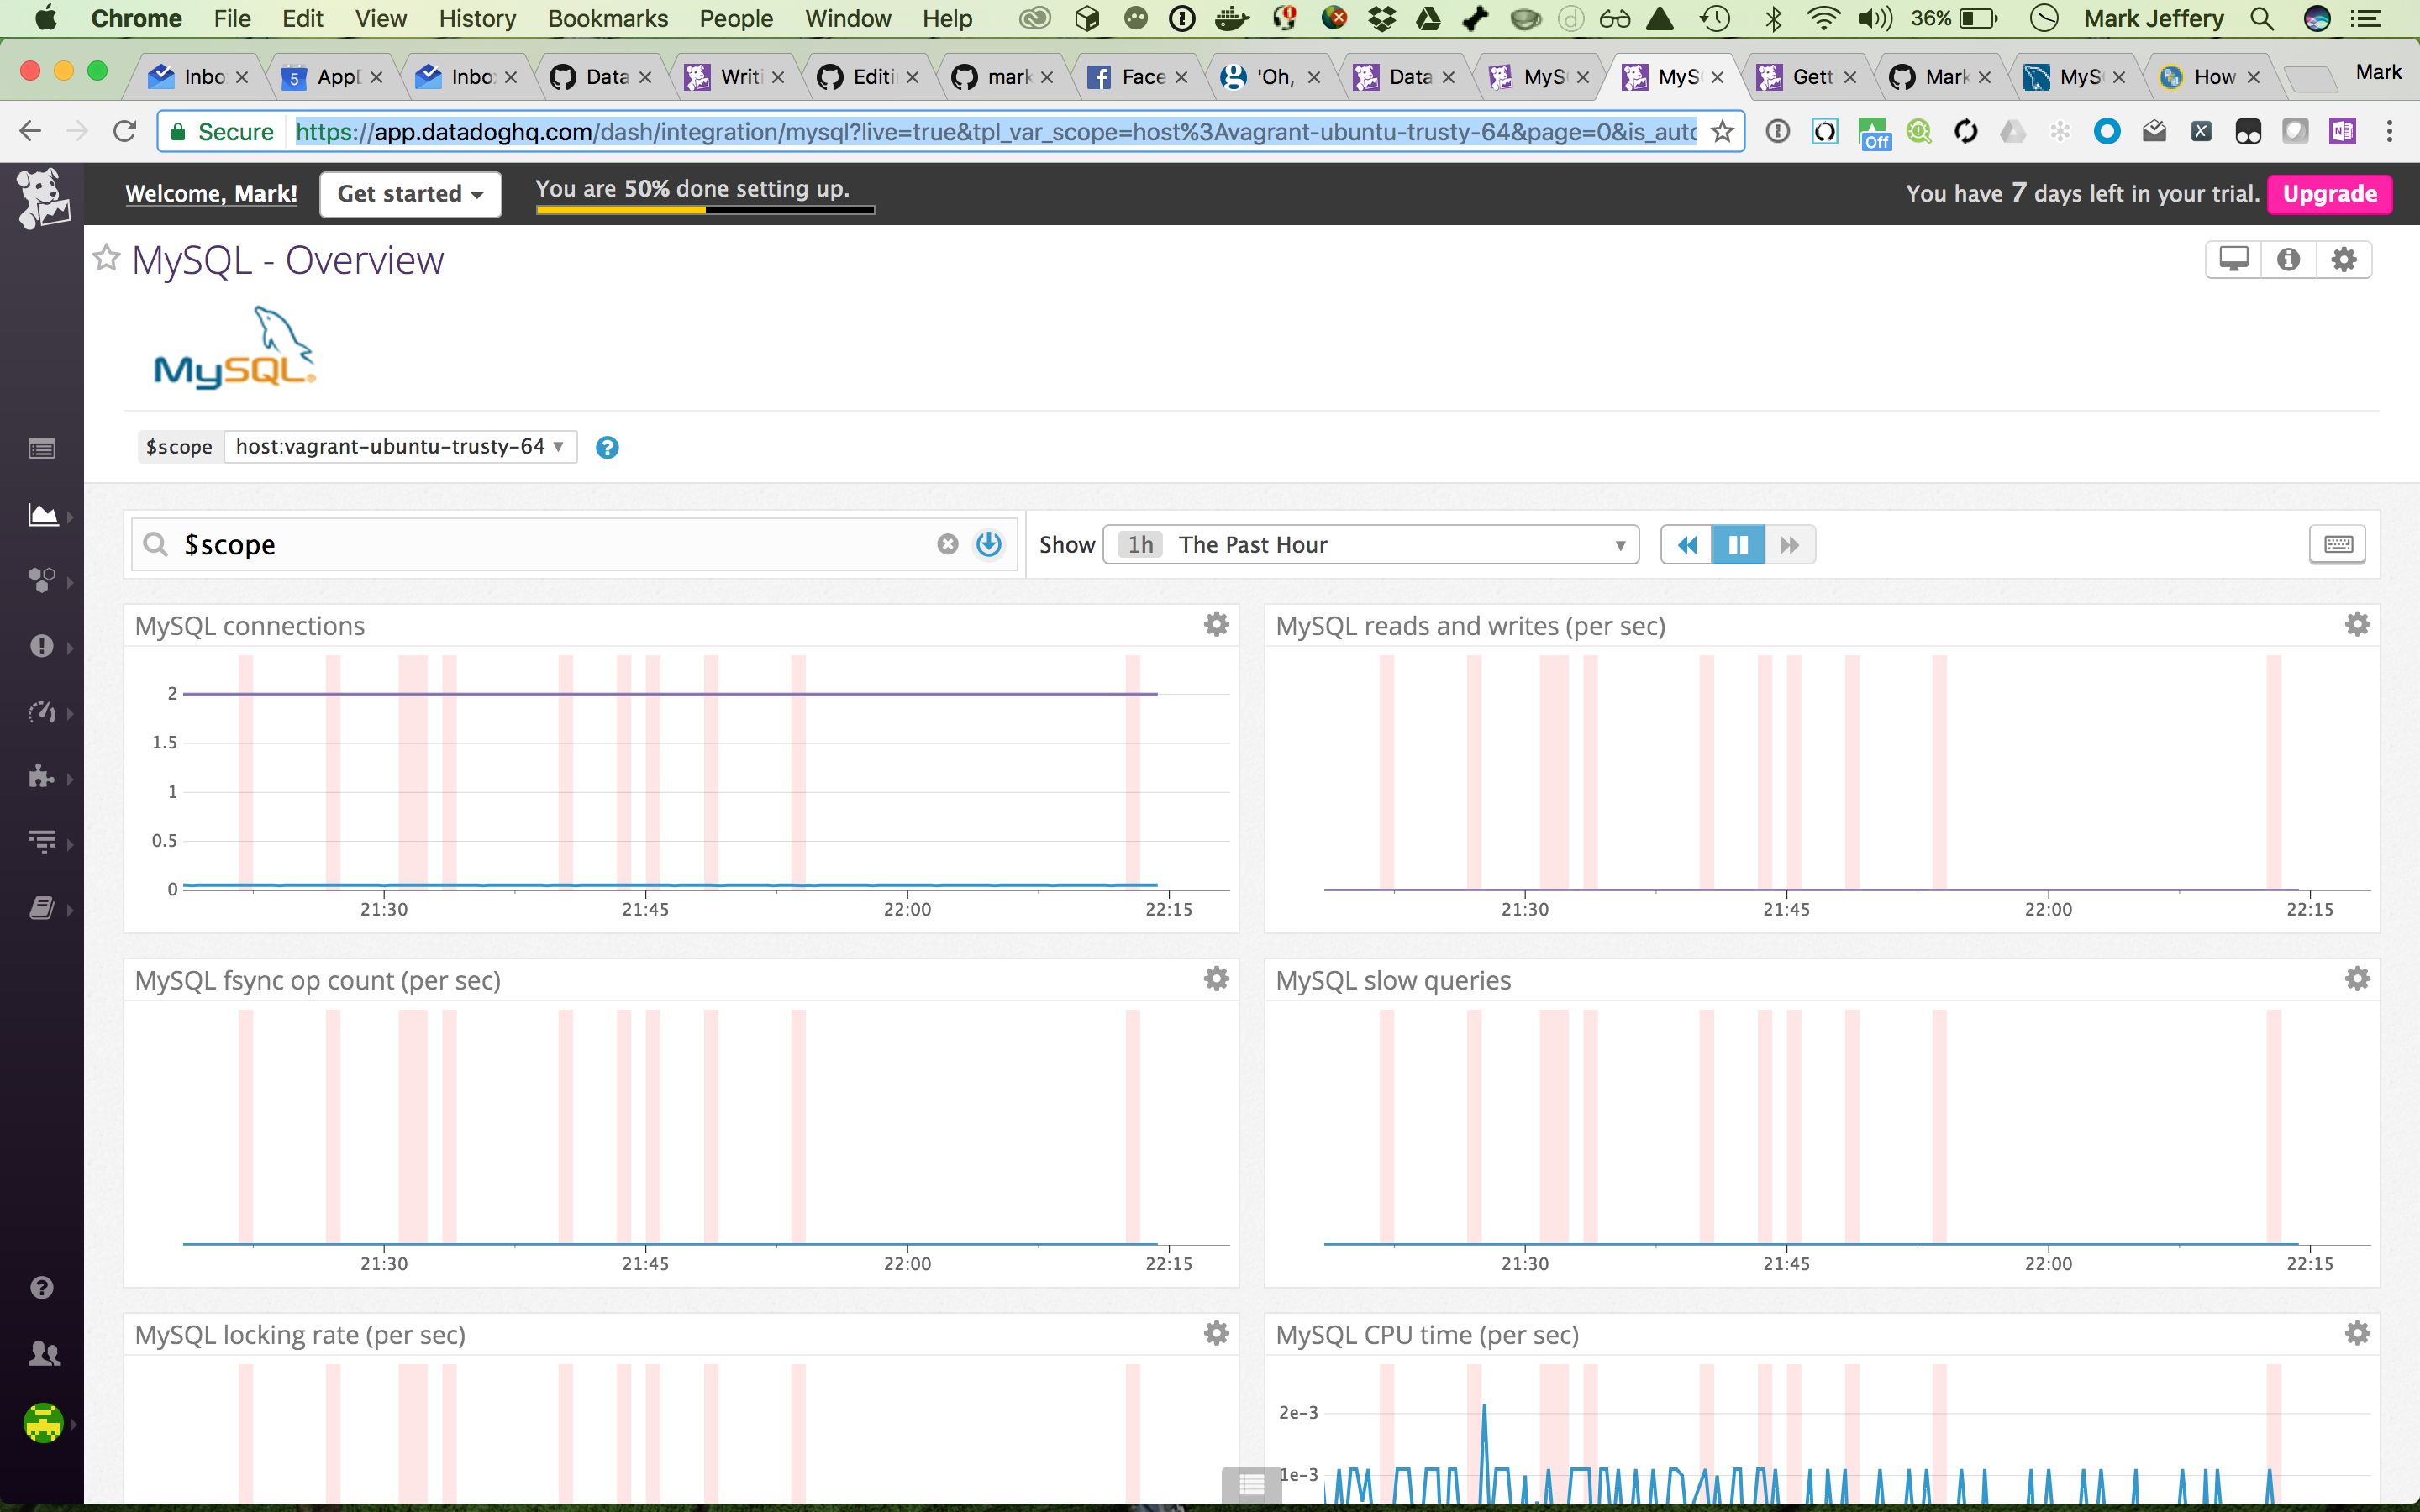 Chrome File Edit View History Bookmarks People Window Help 36% Mark Jeffery
Inbo 5 App Inbo Data Writi Editi mark Face 'Oh, Data MyS MyS Gett Mark MyS How Mark
Secure https://app.datadoghq.com/dash/integration/mysql?live=true&tpl_var_scope=host%3Avagrant-ubuntu-trusty-64&page=0&is_auto Off
Welcome, Mark! Get started You are 50% done setting up. You have 7 days left in your trial. Upgrade
MySQL - Overview
MySQL.
$scope host:vagrant-ubuntu-trusty-64 ?
$scope Show 1h The Past Hour
MySQL connections
2
1.5
1
0.5
0
21:30 21:45 22:00 22:15
MySQL reads and writes (per sec)
21:30 21:45 22:00 22:15
MySQL fsync op count (per sec)
21:30 21:45 22:00 22:15
MySQL slow queries
21:30 21:45 22:00 22:15
MySQL locking rate (per sec)
MySQL CPU time (per sec)
2e-3
1e-3